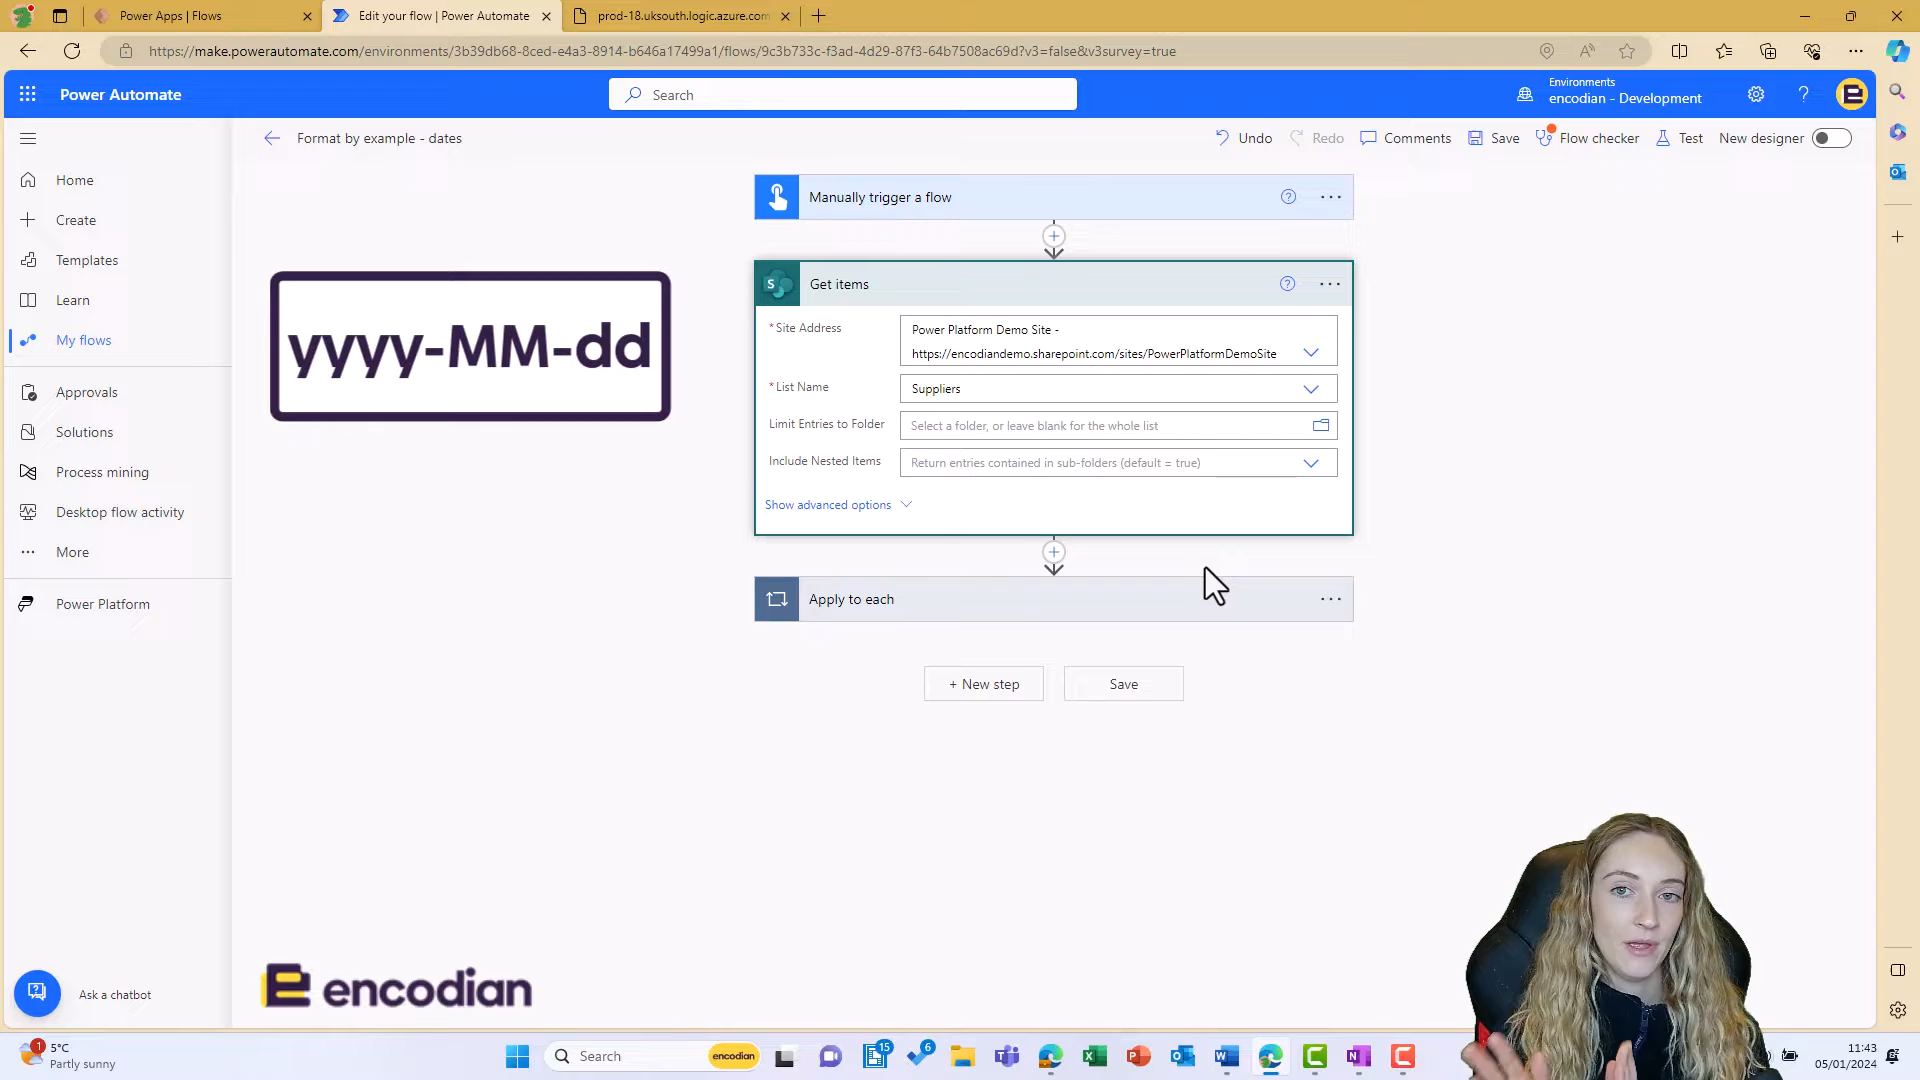 Power Apps | Flows
Edit your flow | Power Automate
prod-18.uksouth.logic.azure.com
https://make.powerautomate.com/environments/3b39db68-8ced-e4a3-8914-b646a17499a1/flows/9c3b733c-f3ad-4d29-87f3-64b7508ac69d?v3=false&v3survey=true
Power Automate
Search
Environments
encodian - Development
Format by example - dates
Undo
Redo
Comments
Save
Flow checker
Test
New designer
Home
Create
Templates
Learn
My flows
Approvals
Solutions
Process mining
Desktop flow activity
More
Power Platform
Ask a chatbot
yyyy-MM-dd
Manually trigger a flow
Get items
*Site Address
Power Platform Demo Site -
https://encodiandemo.sharepoint.com/sites/PowerPlatformDemoSite
*List Name
Suppliers
Limit Entries to Folder
Select a folder, or leave blank for the whole list
Include Nested Items
Return entries contained in sub-folders (default = true)
Show advanced options
Apply to each
+ New step
Save
encodian
1
5°C
Partly sunny
Search
encodian
15
6
11:43
05/01/2024